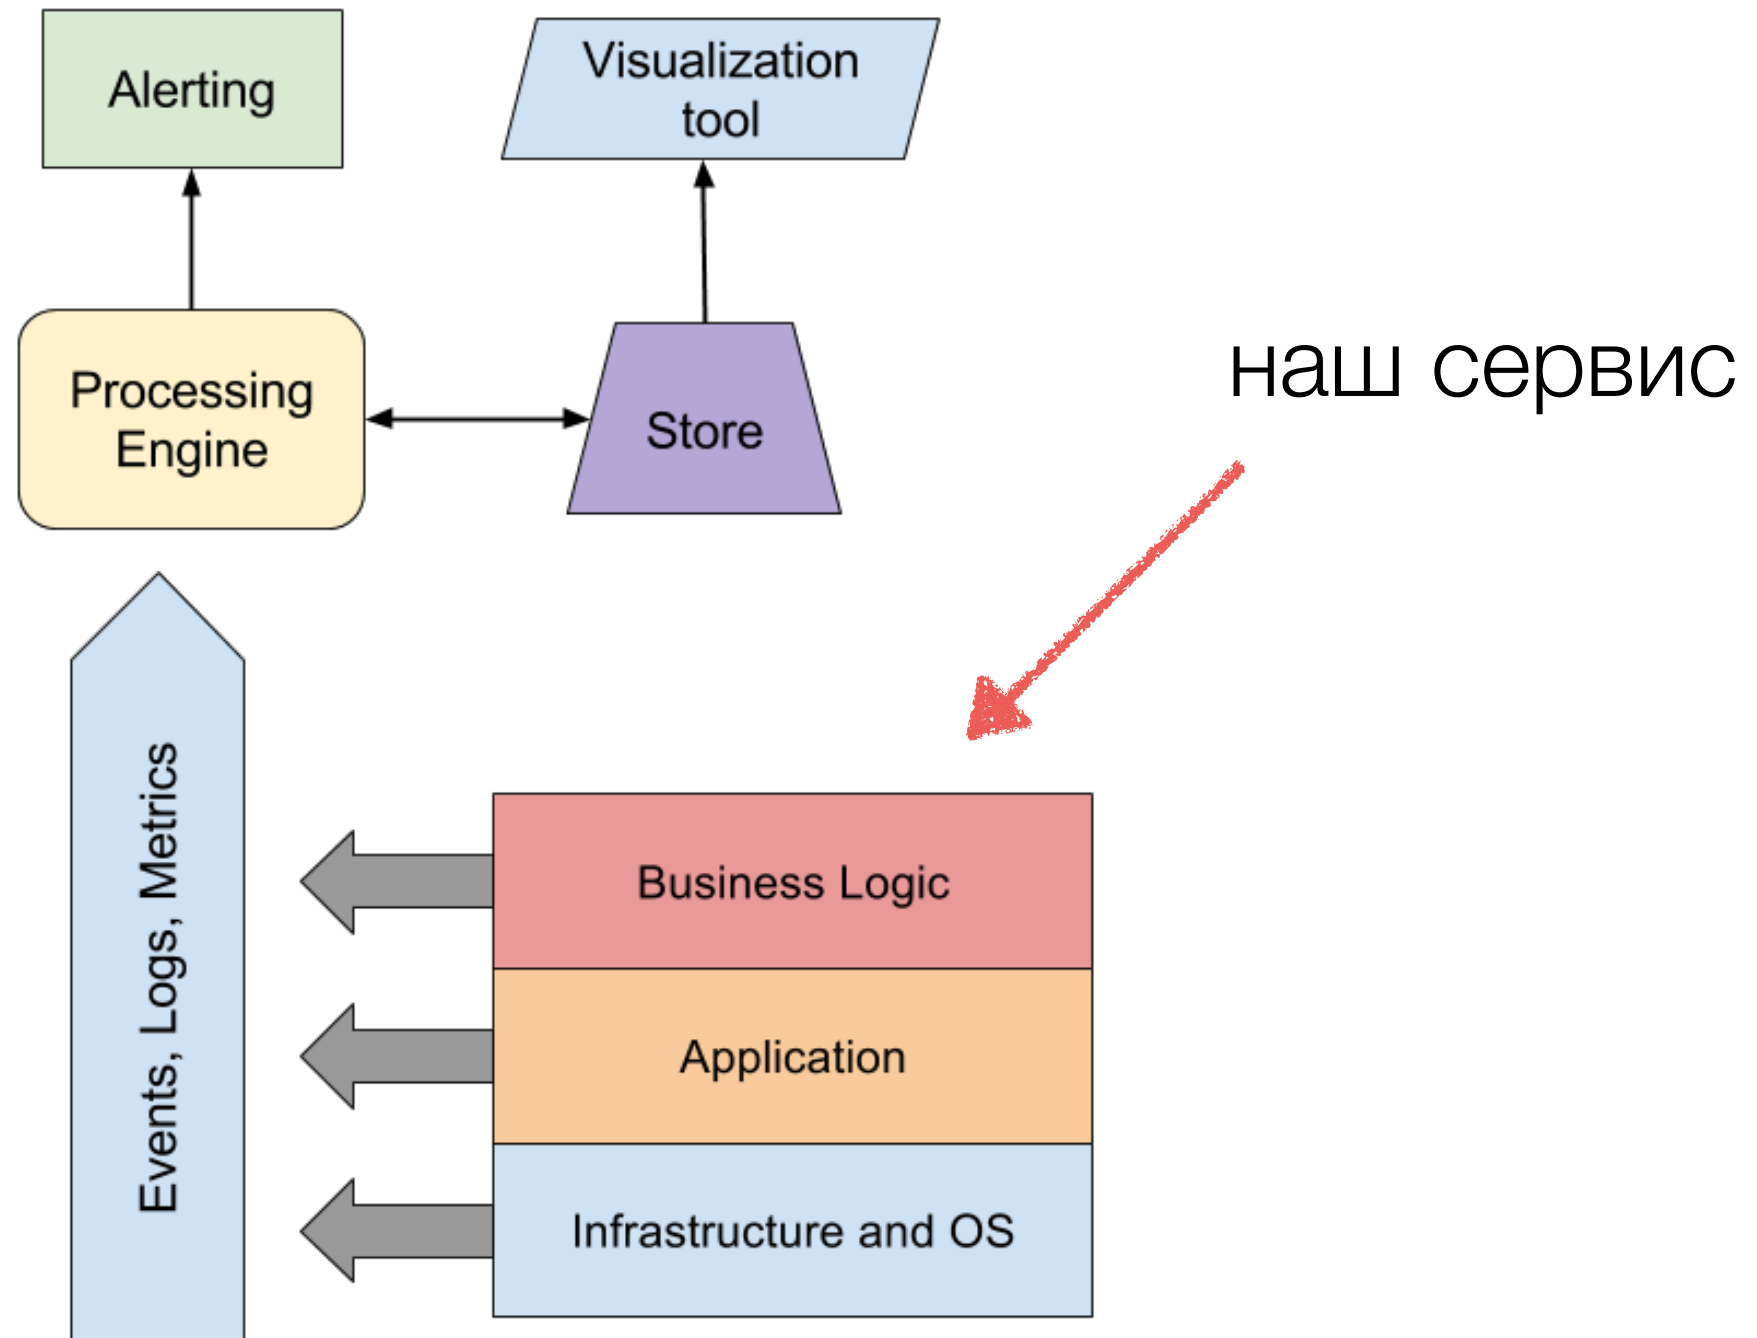 Alerting
Visualization
tool
Processing
Engine
Store
наш сервис
Events, Logs, Metrics
Business Logic
Application
Infrastructure and OS